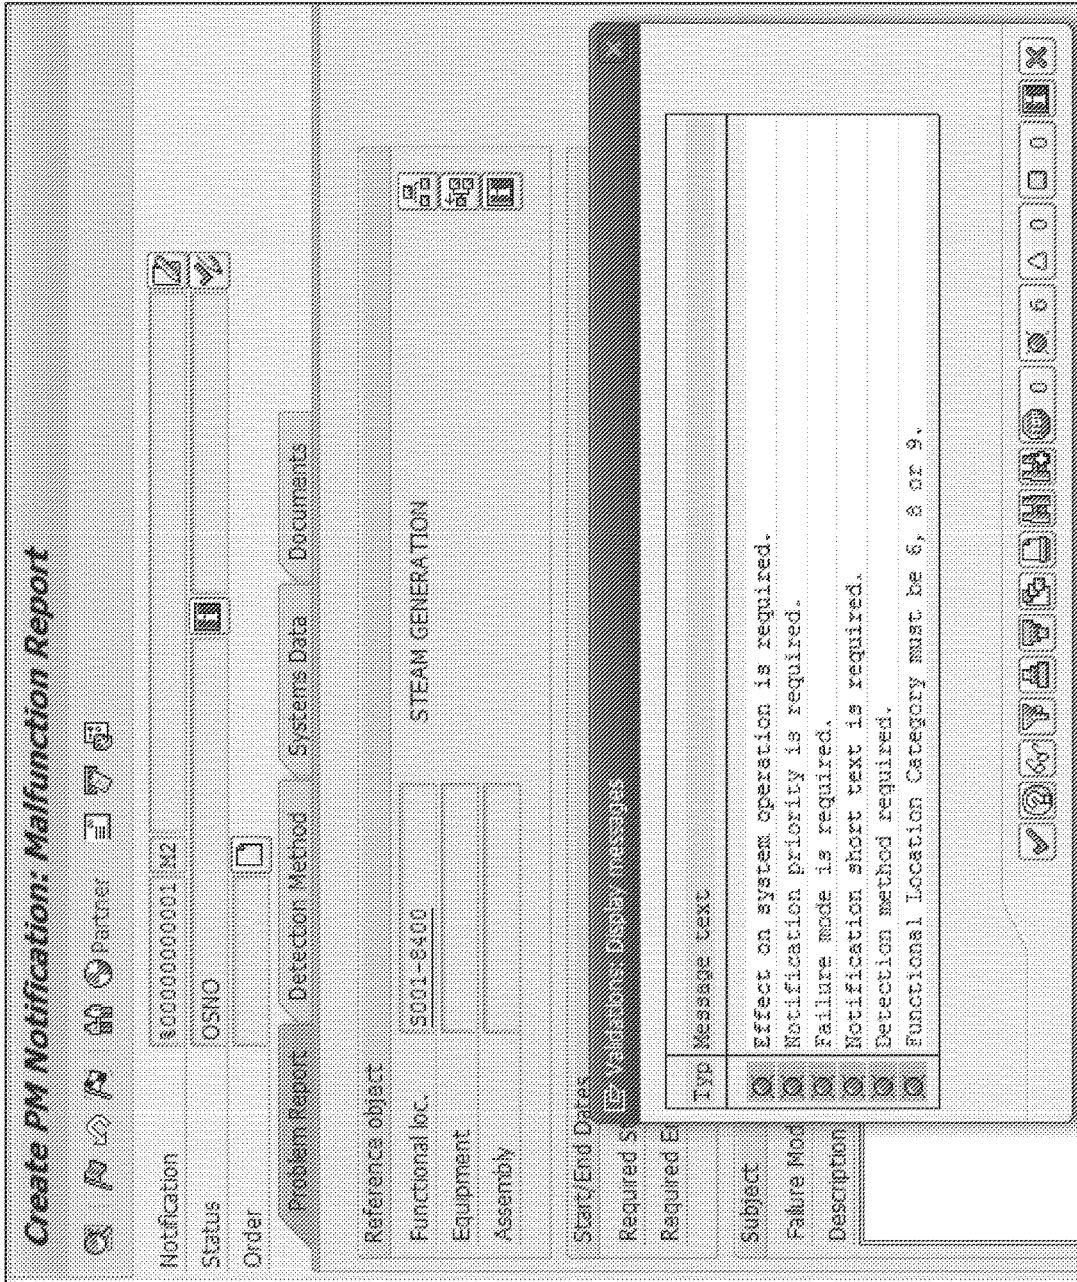 Create PM Notification: Malfunction Report
Partner
Notification %00000000001 M2
Status OSNO
Order
Problem Report Detection Method Systems Data Documents
Reference object
Functional loc. S001-8400 STEAM GENERATION
Equipment
Assembly
Start/End Dates
Required S
Required E
Subject
Failure Mod
Description
Validations: Display messages
Typ Message text
Effect on system operation is required.
Notification priority is required.
Failure mode is required.
Notification short text is required.
Detection method required.
Functional Location Category must be 6, 8 or 9.
0 6 0 0